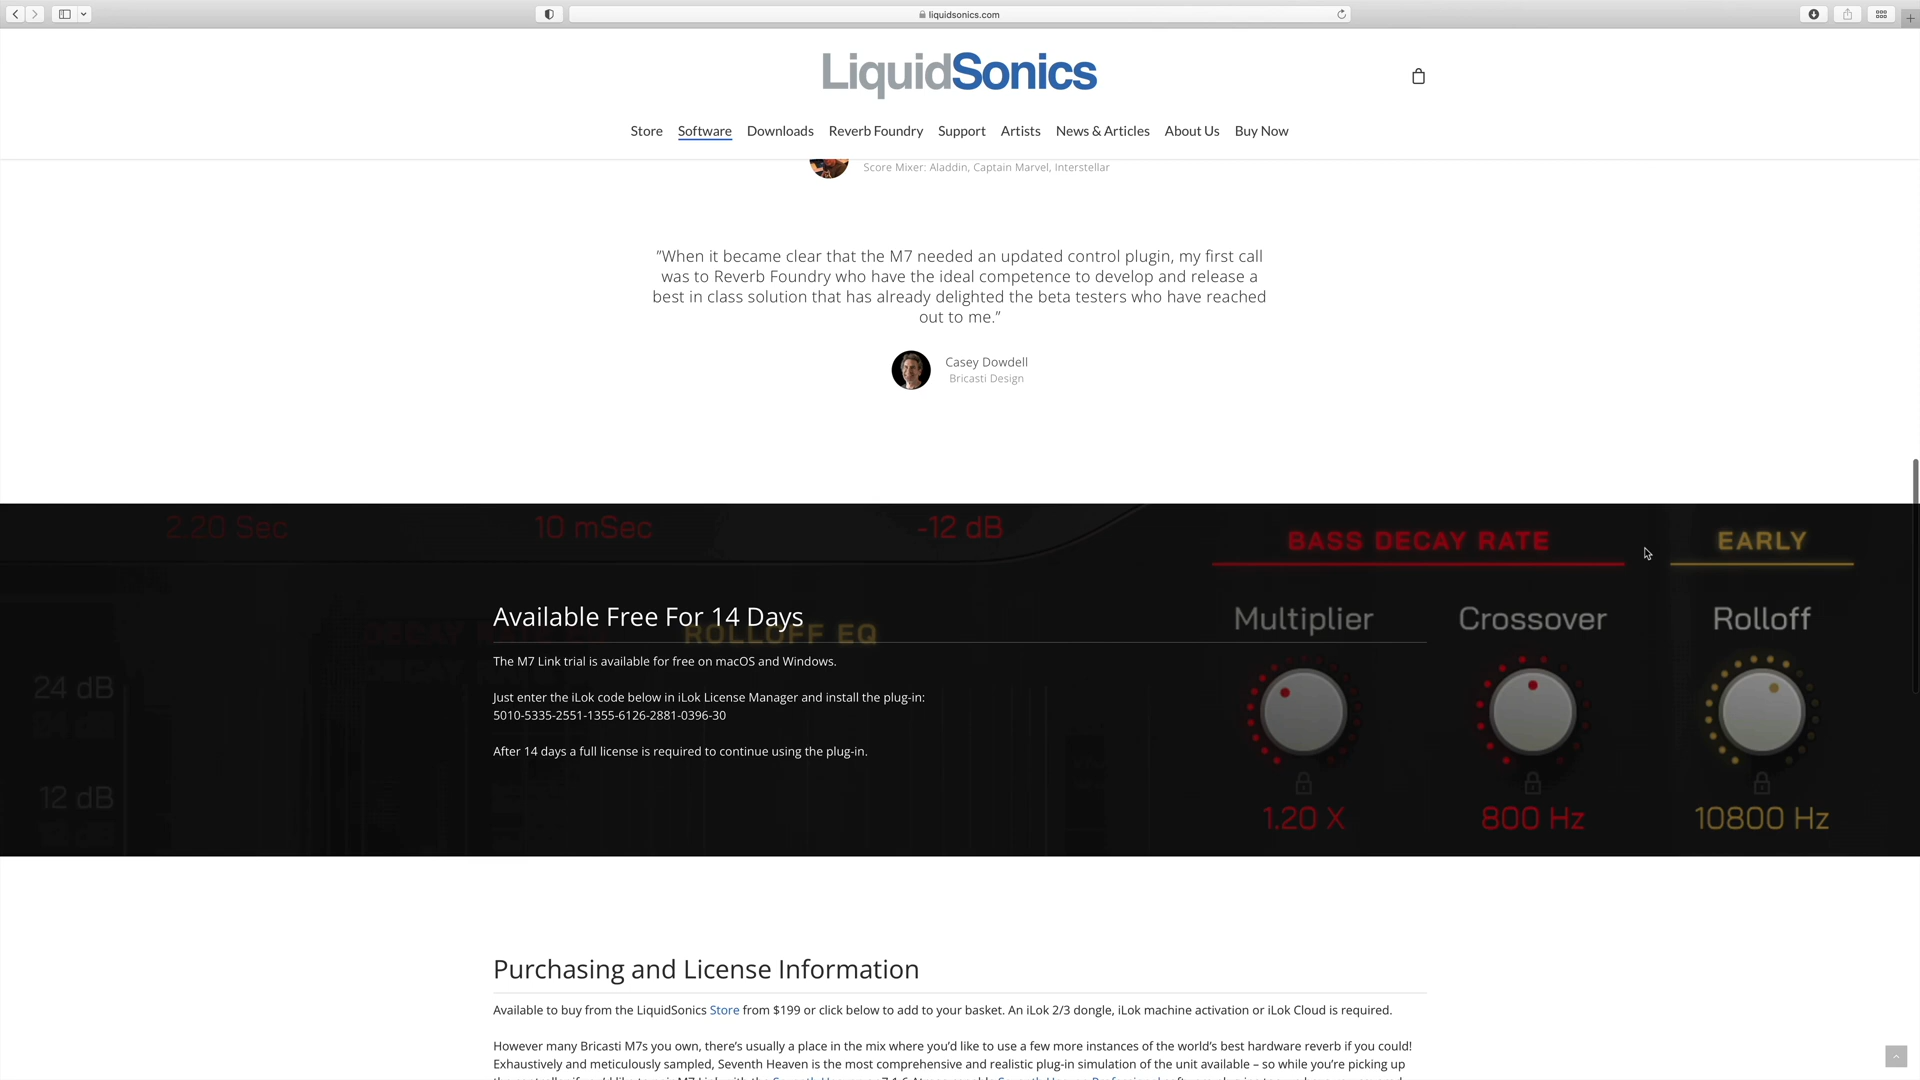 liquidsonics.com
LiquidSonics
Store Software Downloads Reverb Foundry Support Artists News & Articles About Us Buy Now
Score Mixer: Aladdin, Captain Marvel, Interstellar
"When it became clear that the M7 needed an updated control plugin, my first call
was to Reverb Foundry who have the ideal competence to develop and release a
best in class solution that has already delighted the beta testers who have reached
out to me."
Casey Dowdell
Bricasti Design
2.20 Sec 10 mSec -12 dB
BASS DECAY RATE EARLY
Available Free For 14 Days
ROLLOFF EQ
Multiplier Crossover Rolloff
The M7 Link trial is available for free on macOS and Windows.
24 dB
Just enter the iLok code below in iLok License Manager and install the plug-in:
5010-5335-2551-1355-6126-2881-0396-30
After 14 days a full license is required to continue using the plug-in.
12 dB
1.20 X 800 Hz 10800 Hz
Purchasing and License Information
Available to buy from the LiquidSonics Store from $199 or click below to add to your basket. An iLok 2/3 dongle, iLok machine activation or iLok Cloud is required.
However many Bricasti M7s you own, there's usually a place in the mix where you'd like to use a few more instances of the world's best hardware reverb if you could!
Exhaustively and meticulously sampled, Seventh Heaven is the most comprehensive and realistic plug-in simulation of the unit available – so while you're picking up